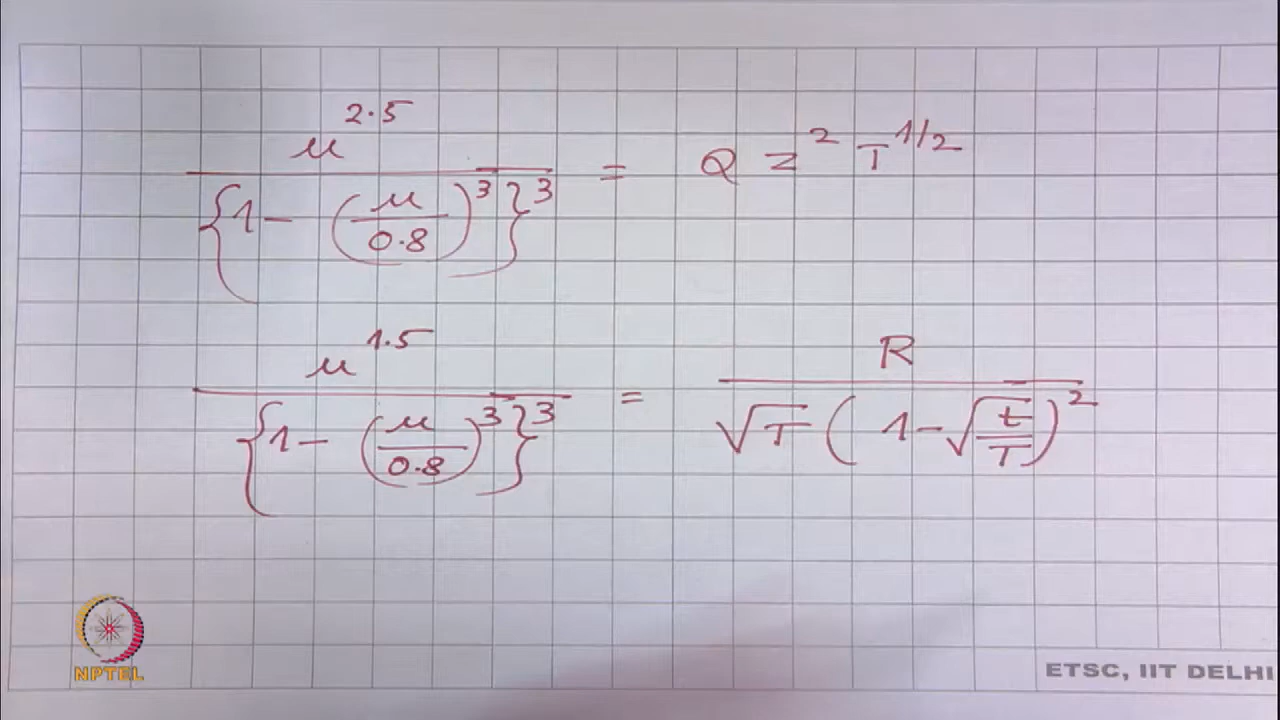 μ^2.5 / {1 - (μ/0.8)^3}^3 = Q Z^2 T^1/2
μ^1.5 / {1 - (μ/0.8)^3}^3 = R / √T (1 - √(t/T))^2
NPTEL
ETSC, IIT DELHI